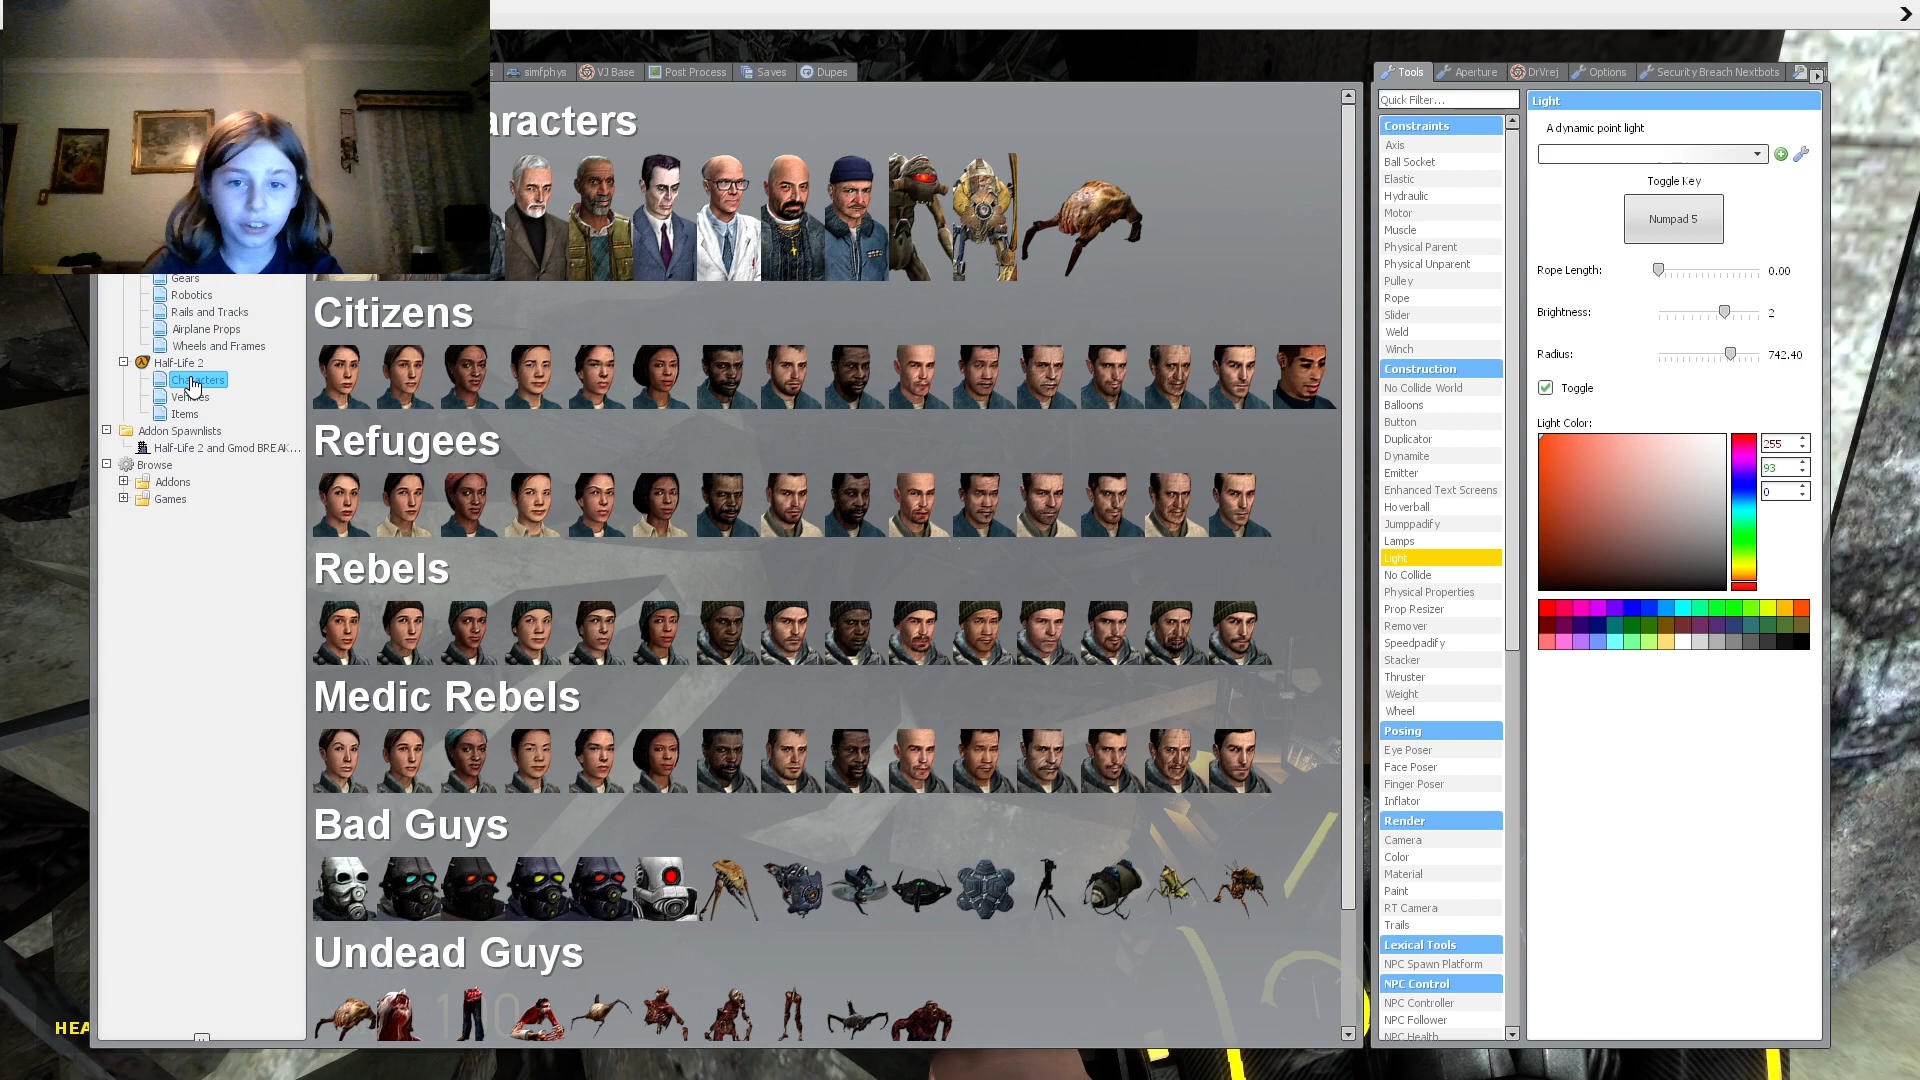 simfphys
VJ Base
Post Process
Saves
Dupes
Tools
Aperture
DrVrej
Options
Security Breach Nextbots
aracters
Citizens
Refugees
Rebels
Medic Rebels
Bad Guys
Undead Guys
Gears
Robotics
Rails and Tracks
Airplane Props
Wheels and Frames
Half-Life 2
Characters
Vehicles
Items
Addon Spawnlists
Half-Life 2 and Gmod BREAK...
Browse
Addons
Games
HEA
Quick Filter...
Constraints
Axis
Ball Socket
Elastic
Hydraulic
Motor
Muscle
Physical Parent
Physical Unparent
Pulley
Rope
Slider
Weld
Winch
Construction
No Collide World
Balloons
Button
Duplicator
Dynamite
Emitter
Enhanced Text Screens
Hoverball
Jumppadify
Lamps
Light
No Collide
Physical Properties
Prop Resizer
Remover
Speedpadify
Stacker
Thruster
Weight
Wheel
Posing
Eye Poser
Face Poser
Finger Poser
Inflator
Render
Camera
Color
Material
Paint
RT Camera
Trails
Lexical Tools
NPC Spawn Platform
NPC Control
NPC Controller
NPC Follower
NPC Health
Light
A dynamic point light
Toggle Key
Numpad 5
Rope Length: 0.00
Brightness: 2
Radius: 742.40
Toggle
Light Color:
255
93
0